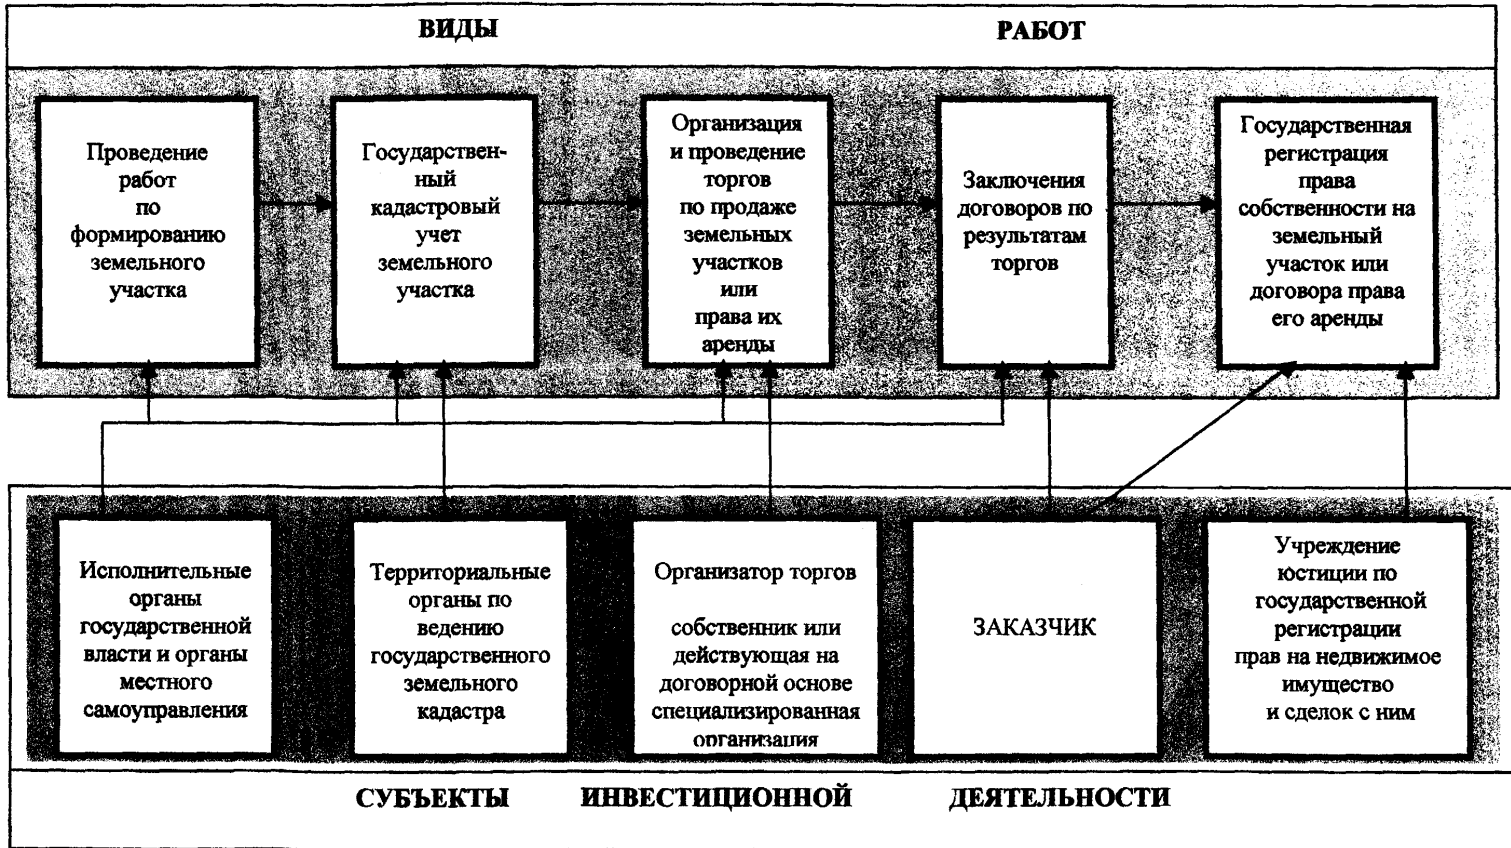 ВИДЫ РАБОТ
Проведение
работ
по
формированию
земельного
участка
Государствен-
ный
кадастровый
учет
земельного
участка
Организация
и проведение
торгов
по продаже
земельных
участков
или
права их
аренды
Заключения
договоров по
результатам
торгов
Государственная
регистрация
права
собственности на
земельный
участок или
договора права
его аренды
Исполнительные
органы
государственной
власти и органы
местного
самоуправления
Территориальные
органы по
ведению
государственного
земельного
кадастра
Организатор торгов
собственник или
действующая на
договорной основе
специализированная
организация
ЗАКАЗЧИК
Учреждение
юстиции по
государственной
регистрации
прав на недвижимое
имущество
и сделок с ним
СУБЪЕКТЫ ИНВЕСТИЦИОННОЙ ДЕЯТЕЛЬНОСТИ